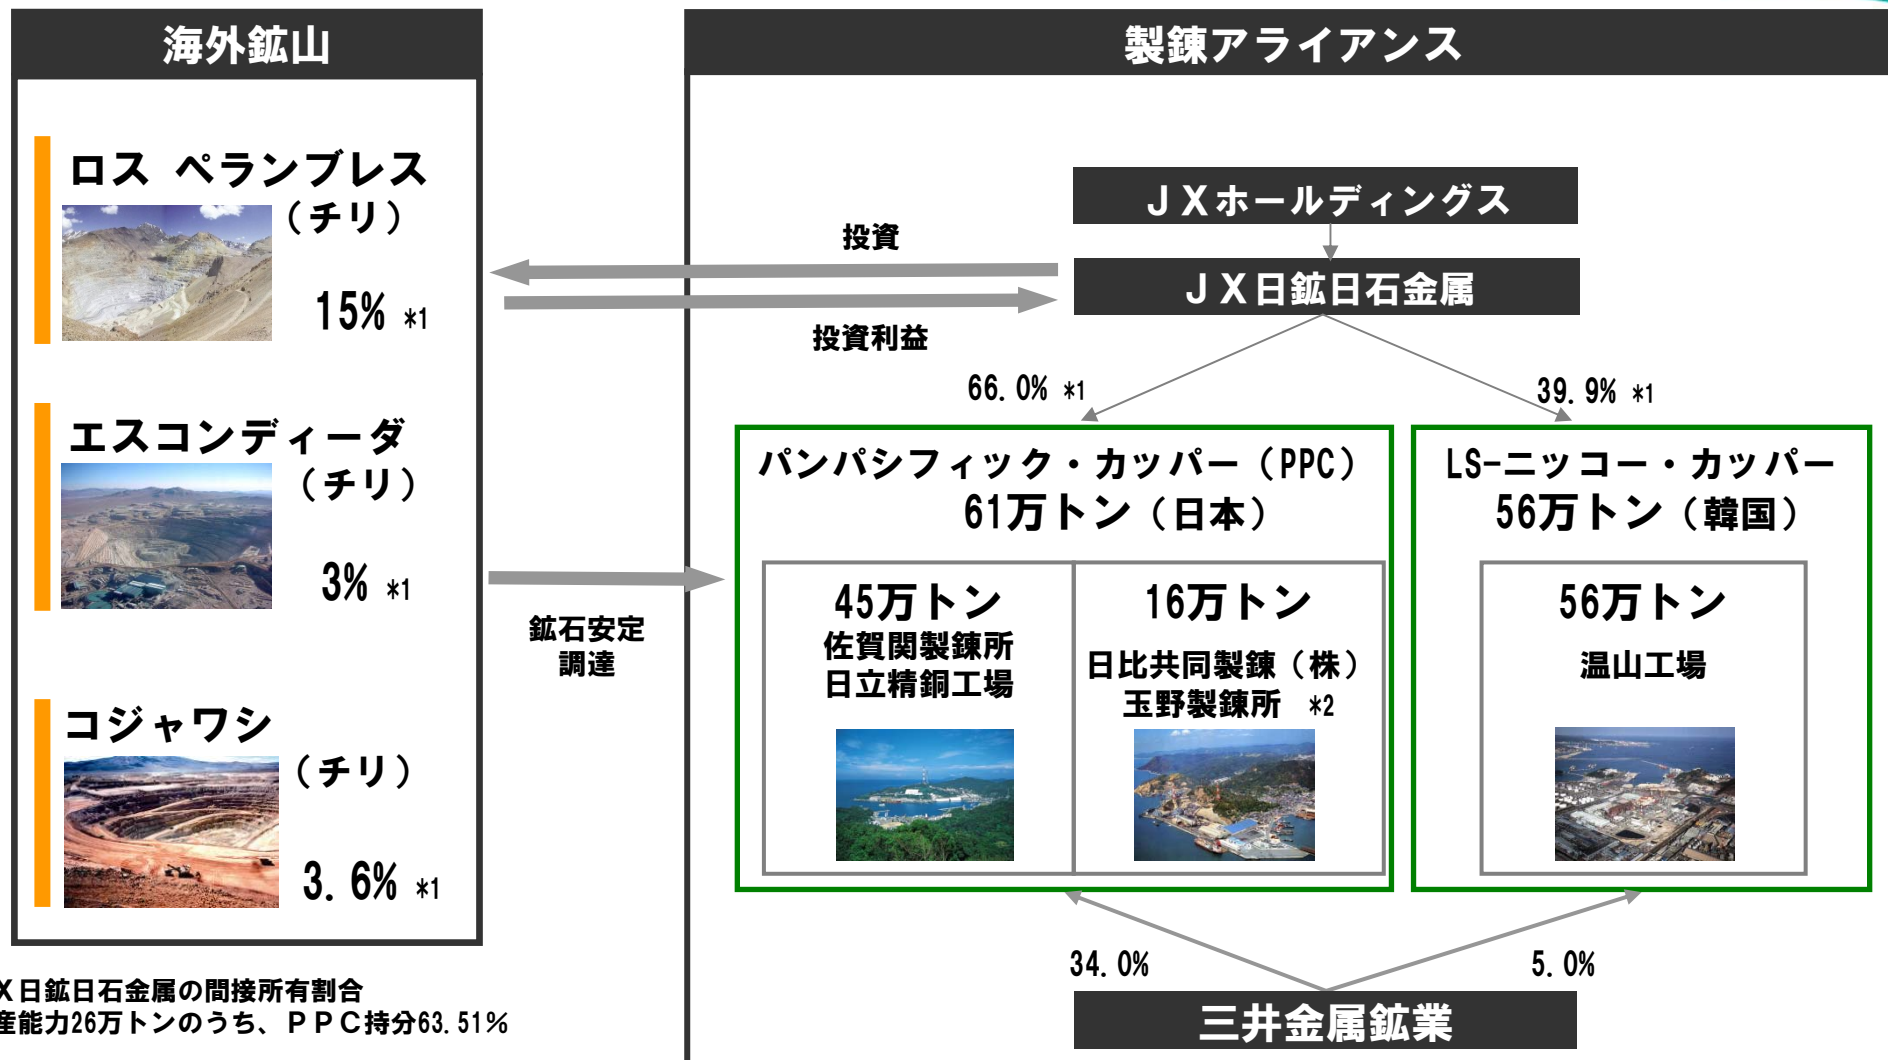 海外鉱山
ロス ペランブレス
（チリ）
15% *1
エスコンディーダ
（チリ）
3% *1
コジャワシ
（チリ）
3.6% *1
X日鉱日石金属の間接所有割合
産能力26万トンのうち、ＰＰＣ持分63.51％
投資
投資利益
鉱石安定
調達
製錬アライアンス
ＪＸホールディングス
ＪＸ日鉱日石金属
66.0% *1
39.9% *1
パンパシフィック・カッパー（PPC）
61万トン（日本）
45万トン
佐賀関製錬所
日立精銅工場
16万トン
日比共同製錬（株）
玉野製錬所 *2
LS-ニッコー・カッパー
56万トン（韓国）
56万トン
温山工場
34.0%
5.0%
三井金属鉱業